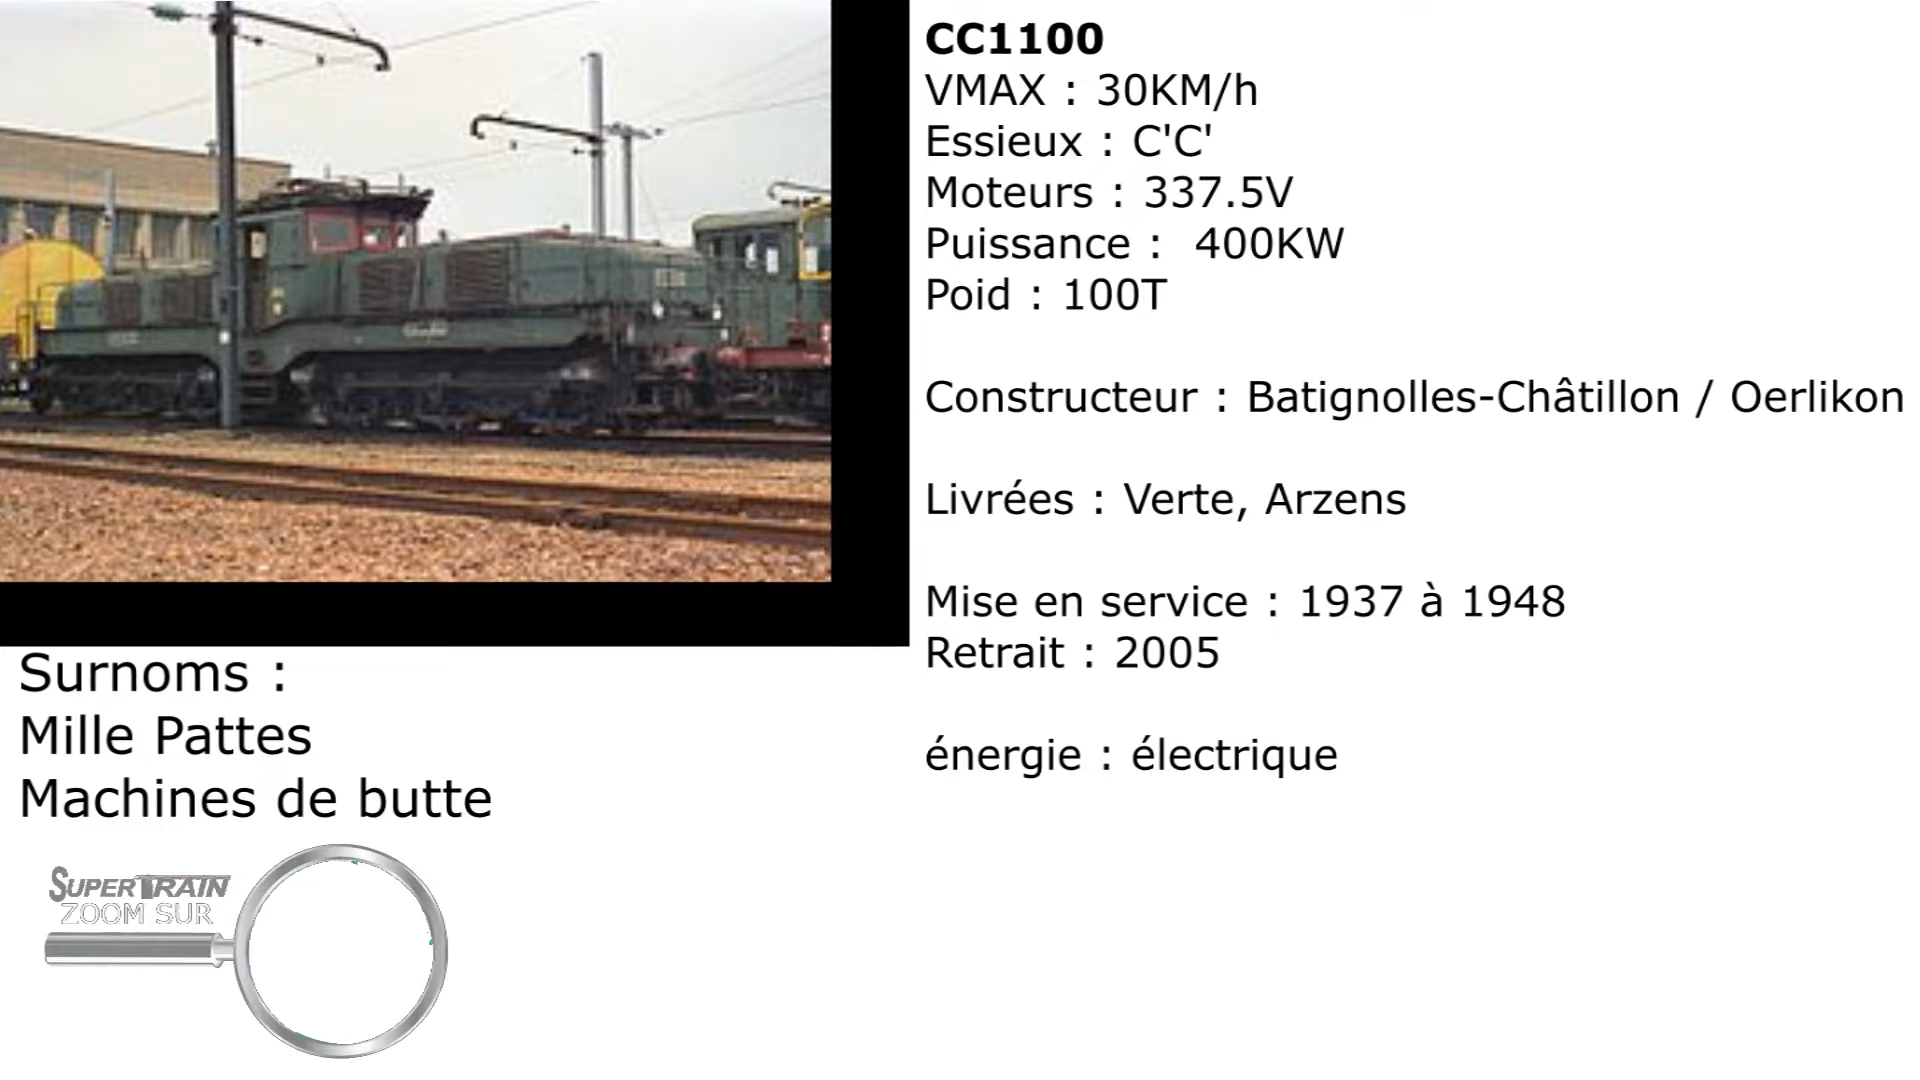 CC1100
VMAX : 30KM/h
Essieux : C'C'
Moteurs : 337.5V
Puissance :  400KW
Poid : 100T
Constructeur : Batignolles-Châtillon / Oerlikon
Livrées : Verte, Arzens
Mise en service : 1937 à 1948
Retrait : 2005
énergie : électrique
Surnoms :
Mille Pattes
Machines de butte
SUPERTRAIN
ZOOM SUR